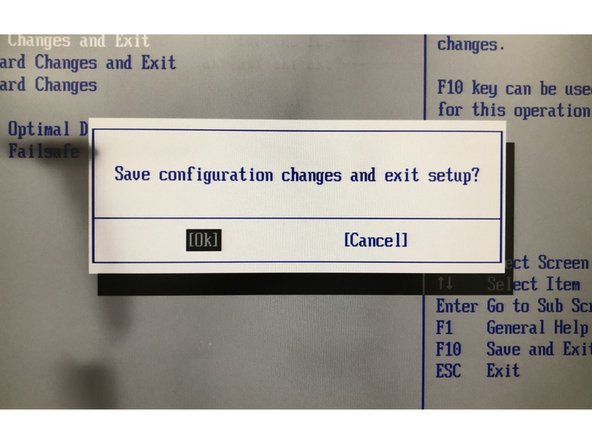 Changes and Exit
ard Changes and Exit
ard Changes
Optimal D
Failsafe
changes.
F10 key can be use
for this operation
Save configuration changes and exit setup?
[Ok]
[Cancel]
ect Screen
↑↓ Select Item
Enter Go to Sub Scr
F1 General Help
F10 Save and Exit
ESC Exit